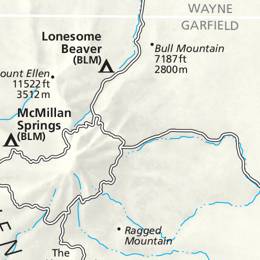 WAYNE
GARFIELD
Lonesome
Beaver
(BLM)
Bull Mountain
7187 ft
2800 m
ount Ellen
11522 ft
3512 m
McMillan
Springs
(BLM)
Ragged
Mountain
The